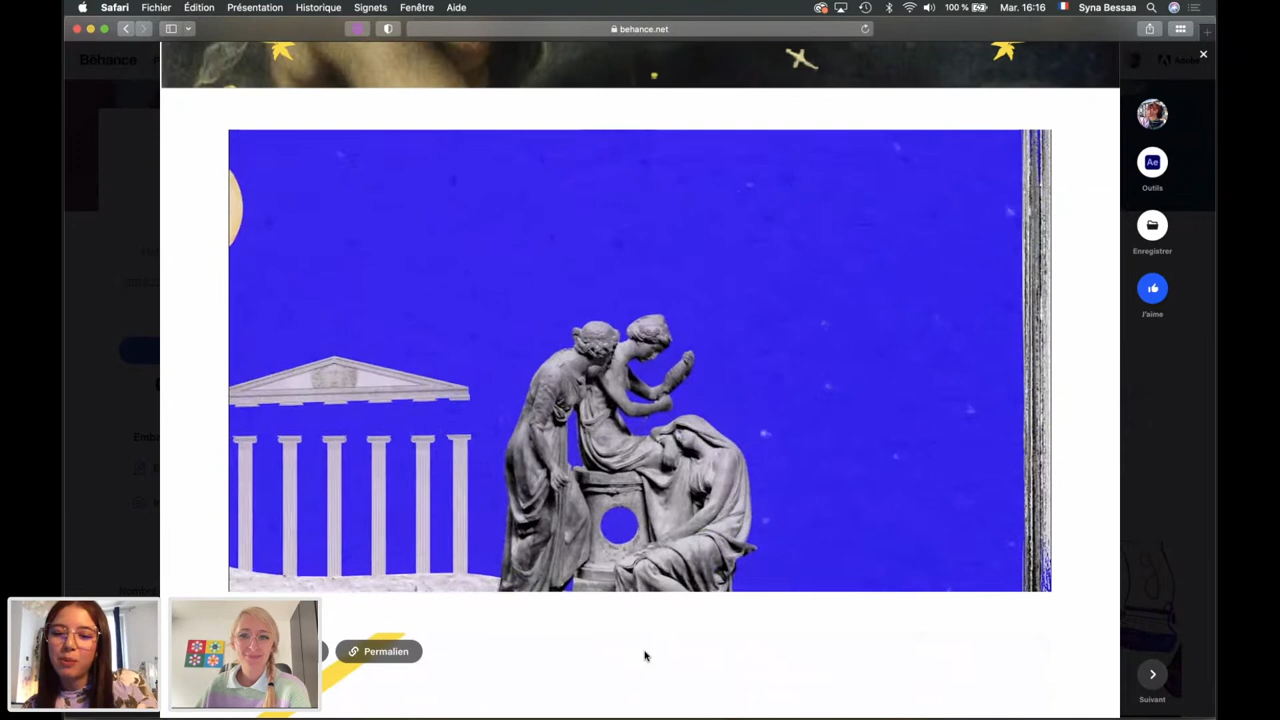 Safari Fichier Édition Présentation Historique Signets Fenêtre Aide 100 % Mar. 16:16 Syna Bessaa
behance.net
Bēhance
Ae
Outils
Enregistrer
J'aime
Permalien
Suivant